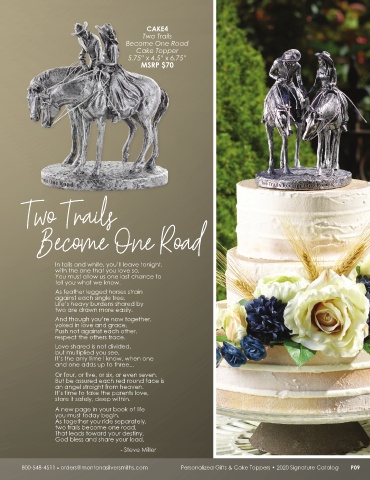 CAKE4
Two Trails
Become One Road
Cake Topper
5.75" x 4.5" x 6.75"
MSRP $70
Two Trails
Become One Road
In tails and white, you'll leave tonight,
with the one that you love so.
You must allow us one last chance to
tell you what we know.
As leather legged horses strain
against each single tree,
Life's heavy burdens shared by
two are drawn more easily.
And though you're now together,
yoked in love and grace,
Push not against each other,
respect the others trace.
Love shared is not divided,
but multiplied you see,
It's the only time I know, when one
and one adds up to three...
Or four, or five, or six, or even seven.
But be assured each red round face is
an angel straight from heaven.
It's time to take the parents love,
store it safely, deep within.
A new page in your book of life
you must today begin.
As together you ride separately,
two trails become one road,
That leads toward your destiny.
God bless and share your load.
- Steve Miller
800-548-4511 • orders@montanasilversmiths.com
Personalized Gifts & Cake Toppers • 2020 Signature Catalog P09